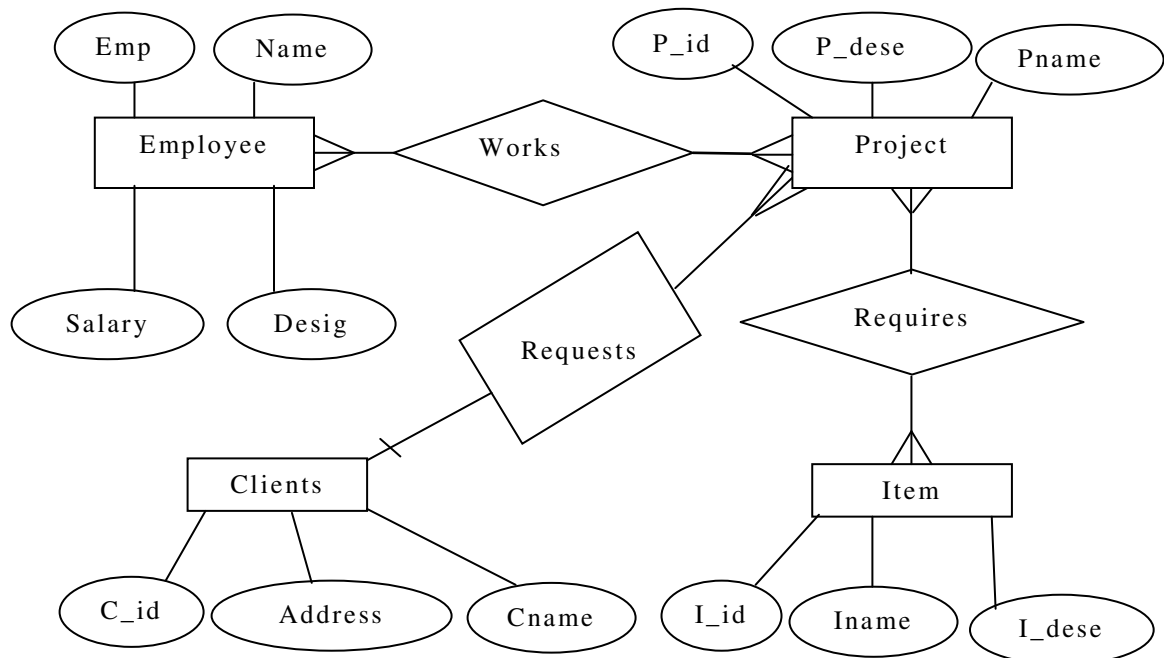 Emp
Name
P_id
P_dese
Pname
Employee
Works
Project
Salary
Desig
Requests
Requires
Clients
Item
C_id
Address
Cname
I_id
Iname
I_dese